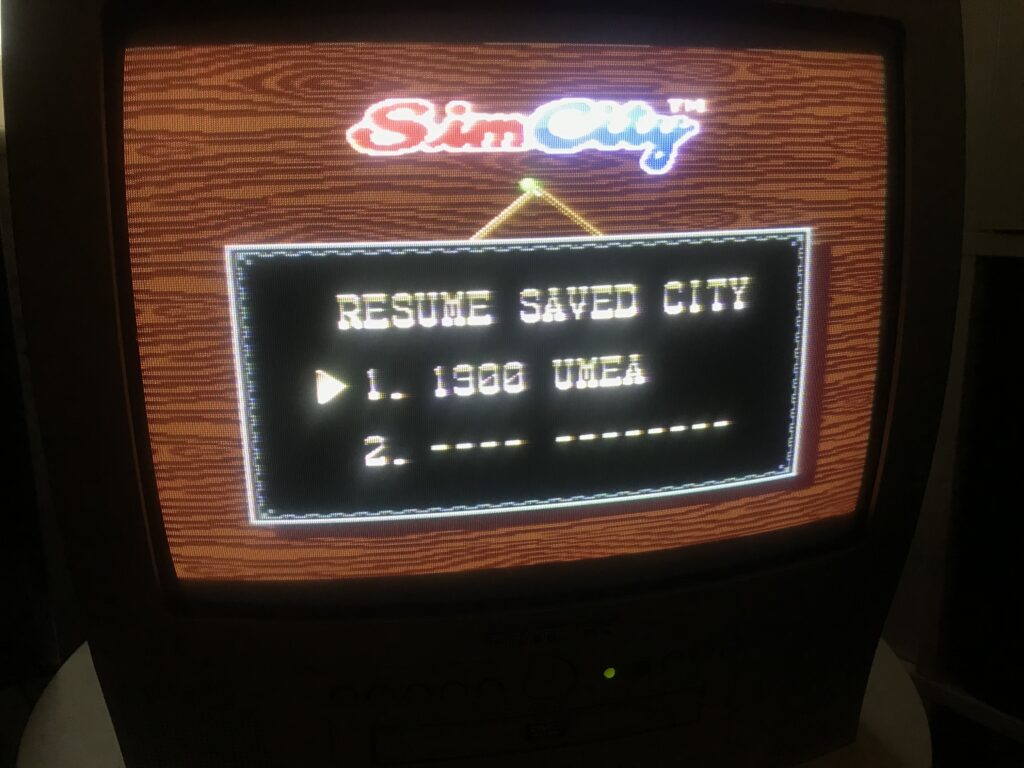 SimCity™
RESUME SAVED CITY
1. 1900 UMEA
2. ---- --------